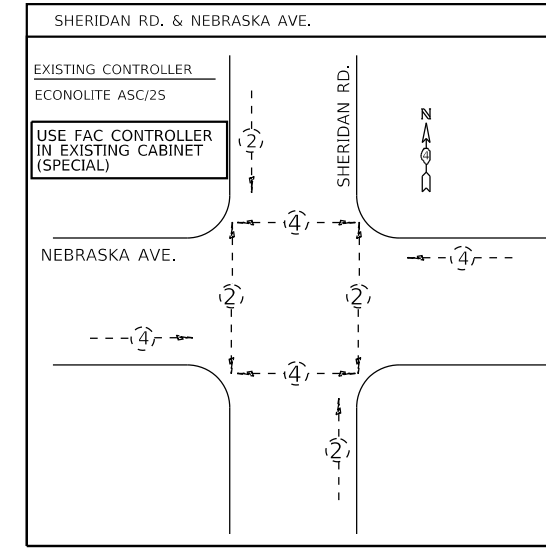 SHERIDAN RD. & NEBRASKA AVE.
EXISTING CONTROLLER
ECONOLITE ASC/2S
USE FAC CONTROLLER
IN EXISTING CABINET
(SPECIAL)
SHERIDAN RD.
N
4
2
4
NEBRASKA AVE.
4
2
2
4
4
2